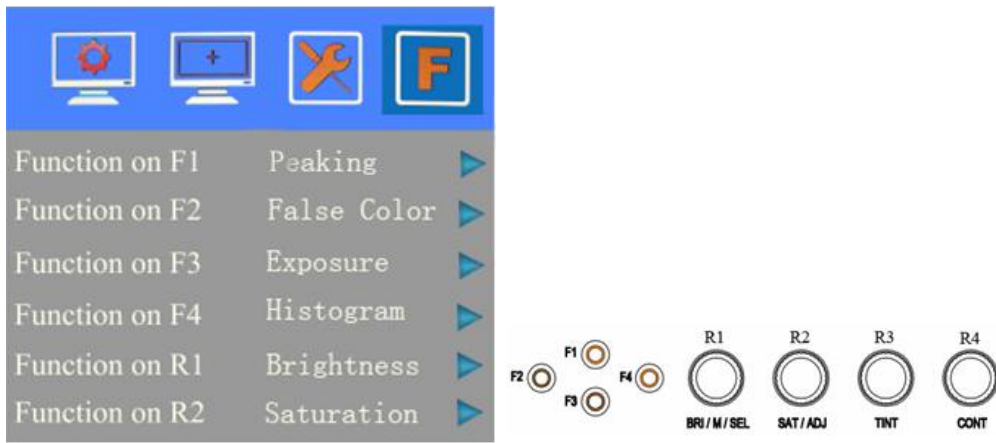 F
Function on F1 Peaking
Function on F2 False Color
Function on F3 Exposure
Function on F4 Histogram
Function on R1 Brightness
Function on R2 Saturation
F1
F2
F3
F4
R1 R2 R3 R4
BRI / M / SEL SAT / ADJ TINT CONT